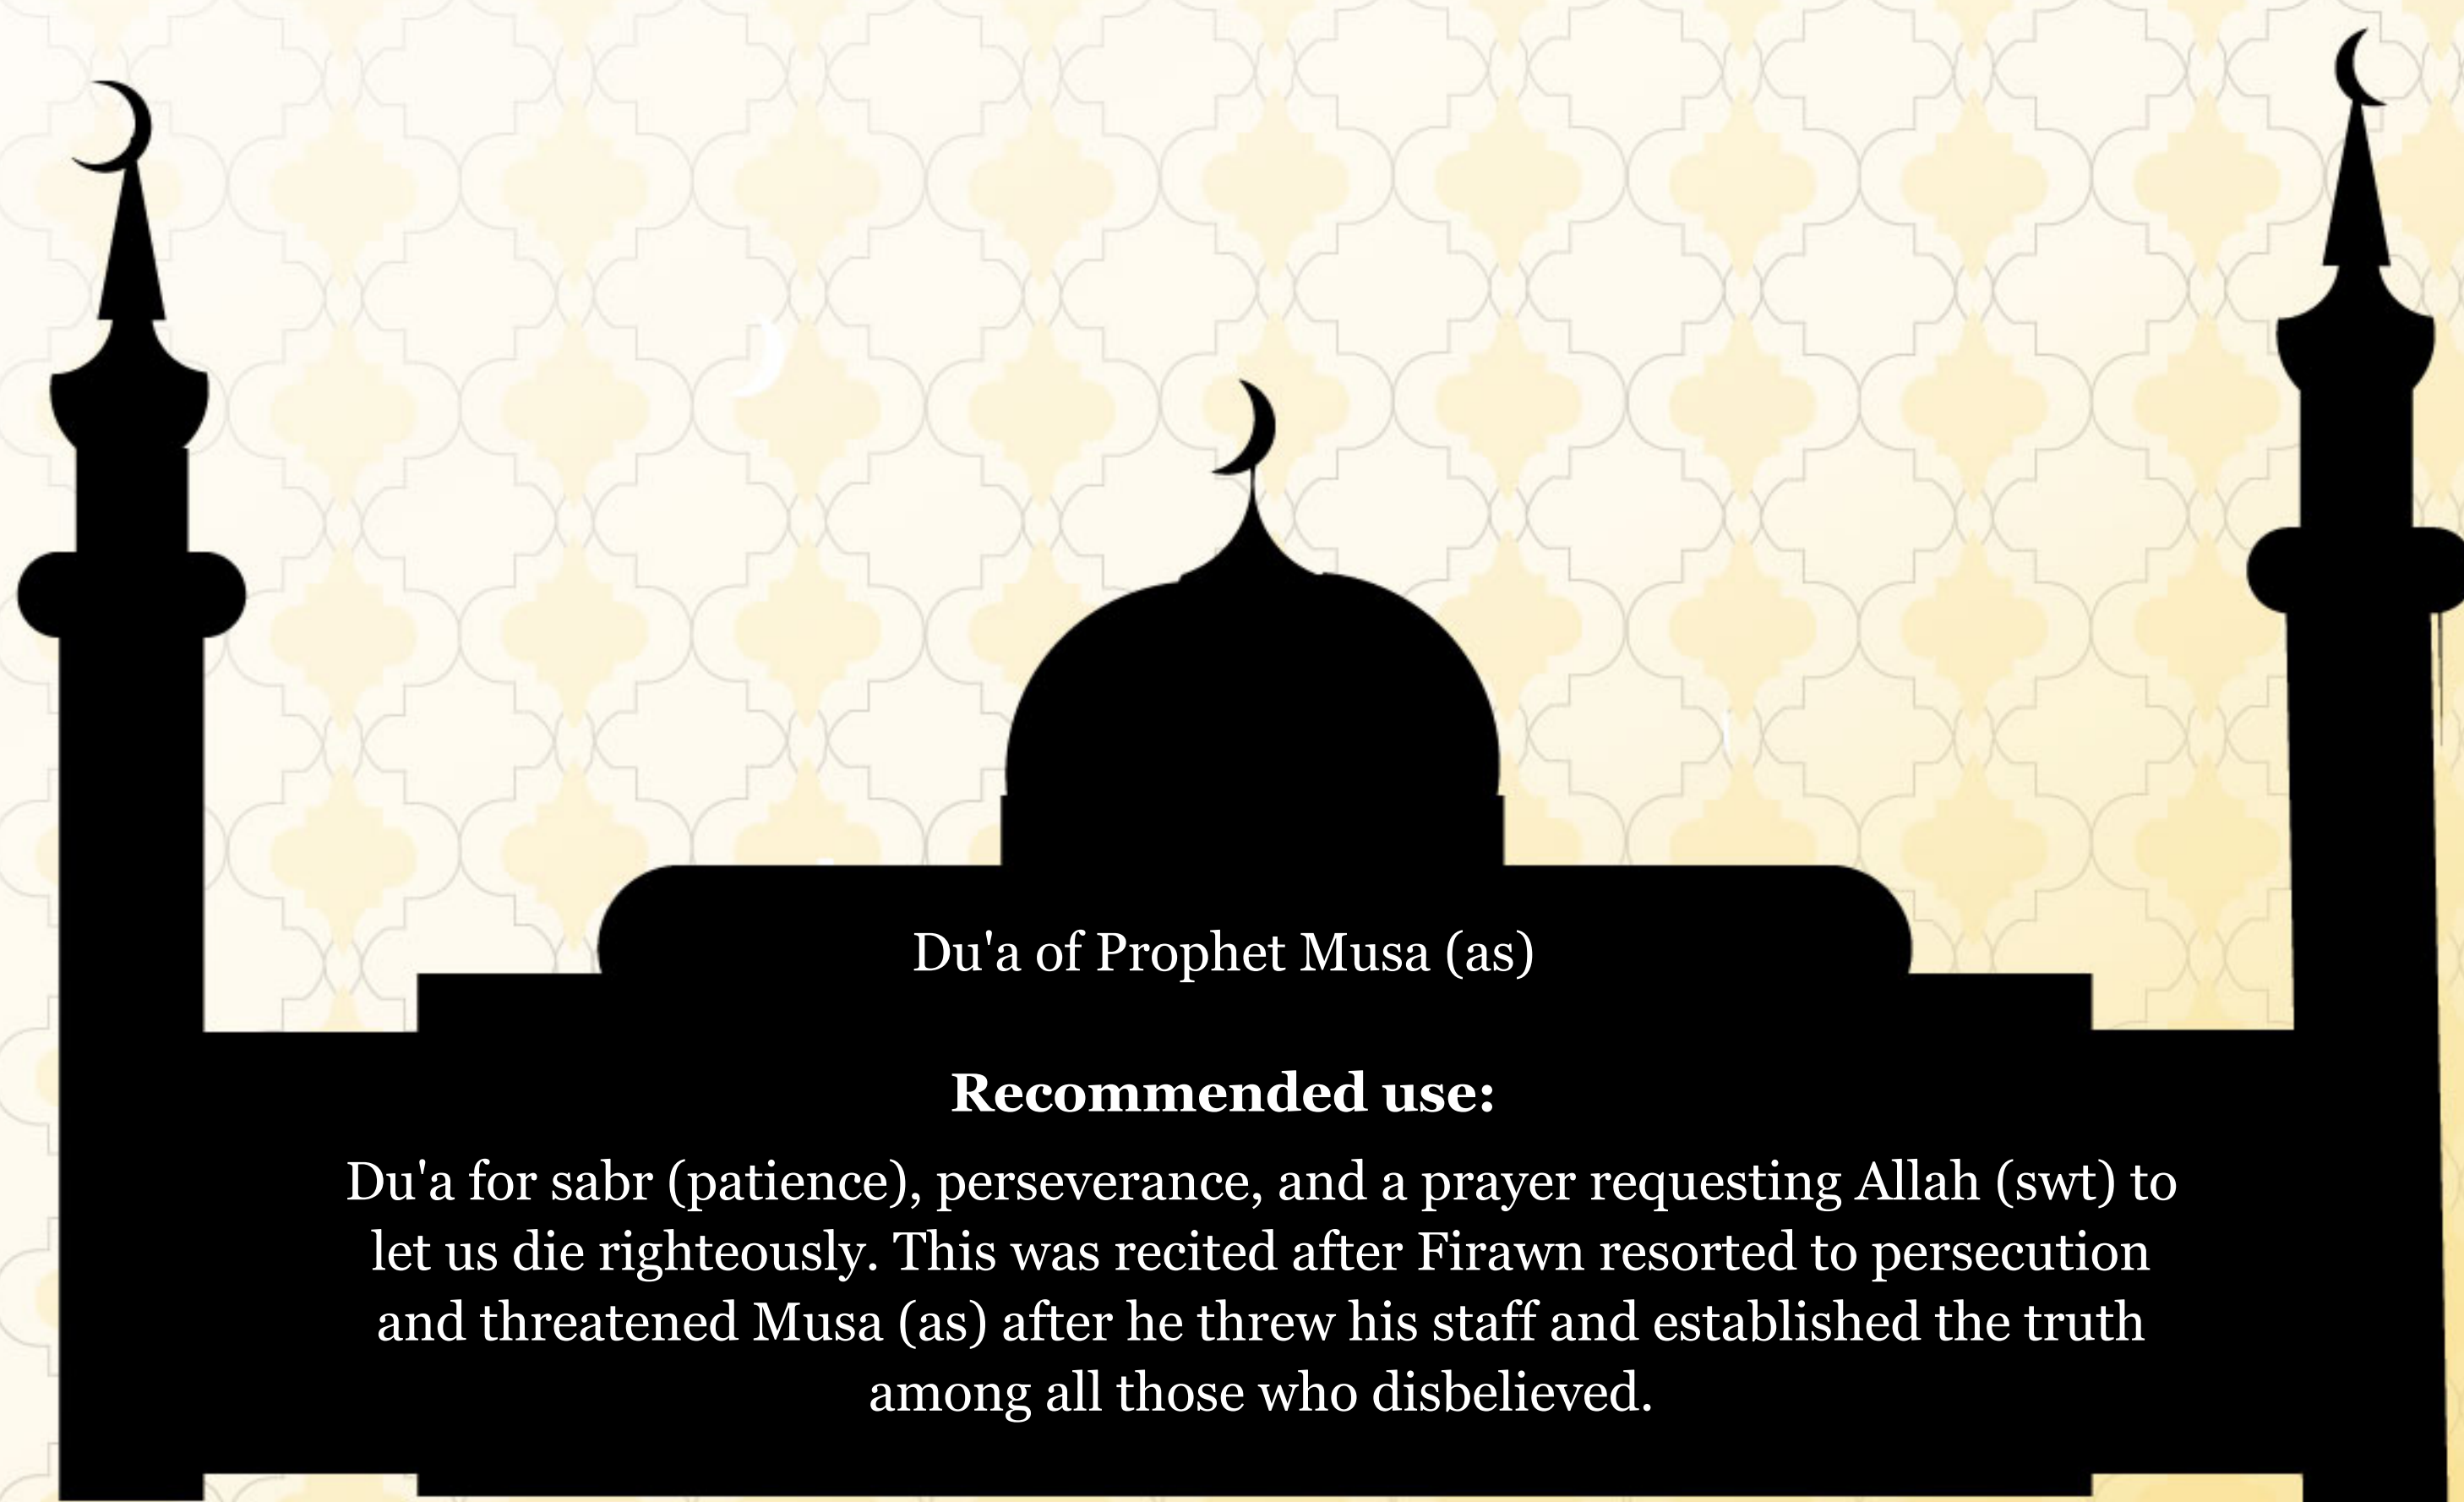 Du'a of Prophet Musa (as)
Recommended use:
Du'a for sabr (patience), perseverance, and a prayer requesting Allah (swt) to
let us die righteously. This was recited after Firawn resorted to persecution
and threatened Musa (as) after he threw his staff and established the truth
among all those who disbelieved.